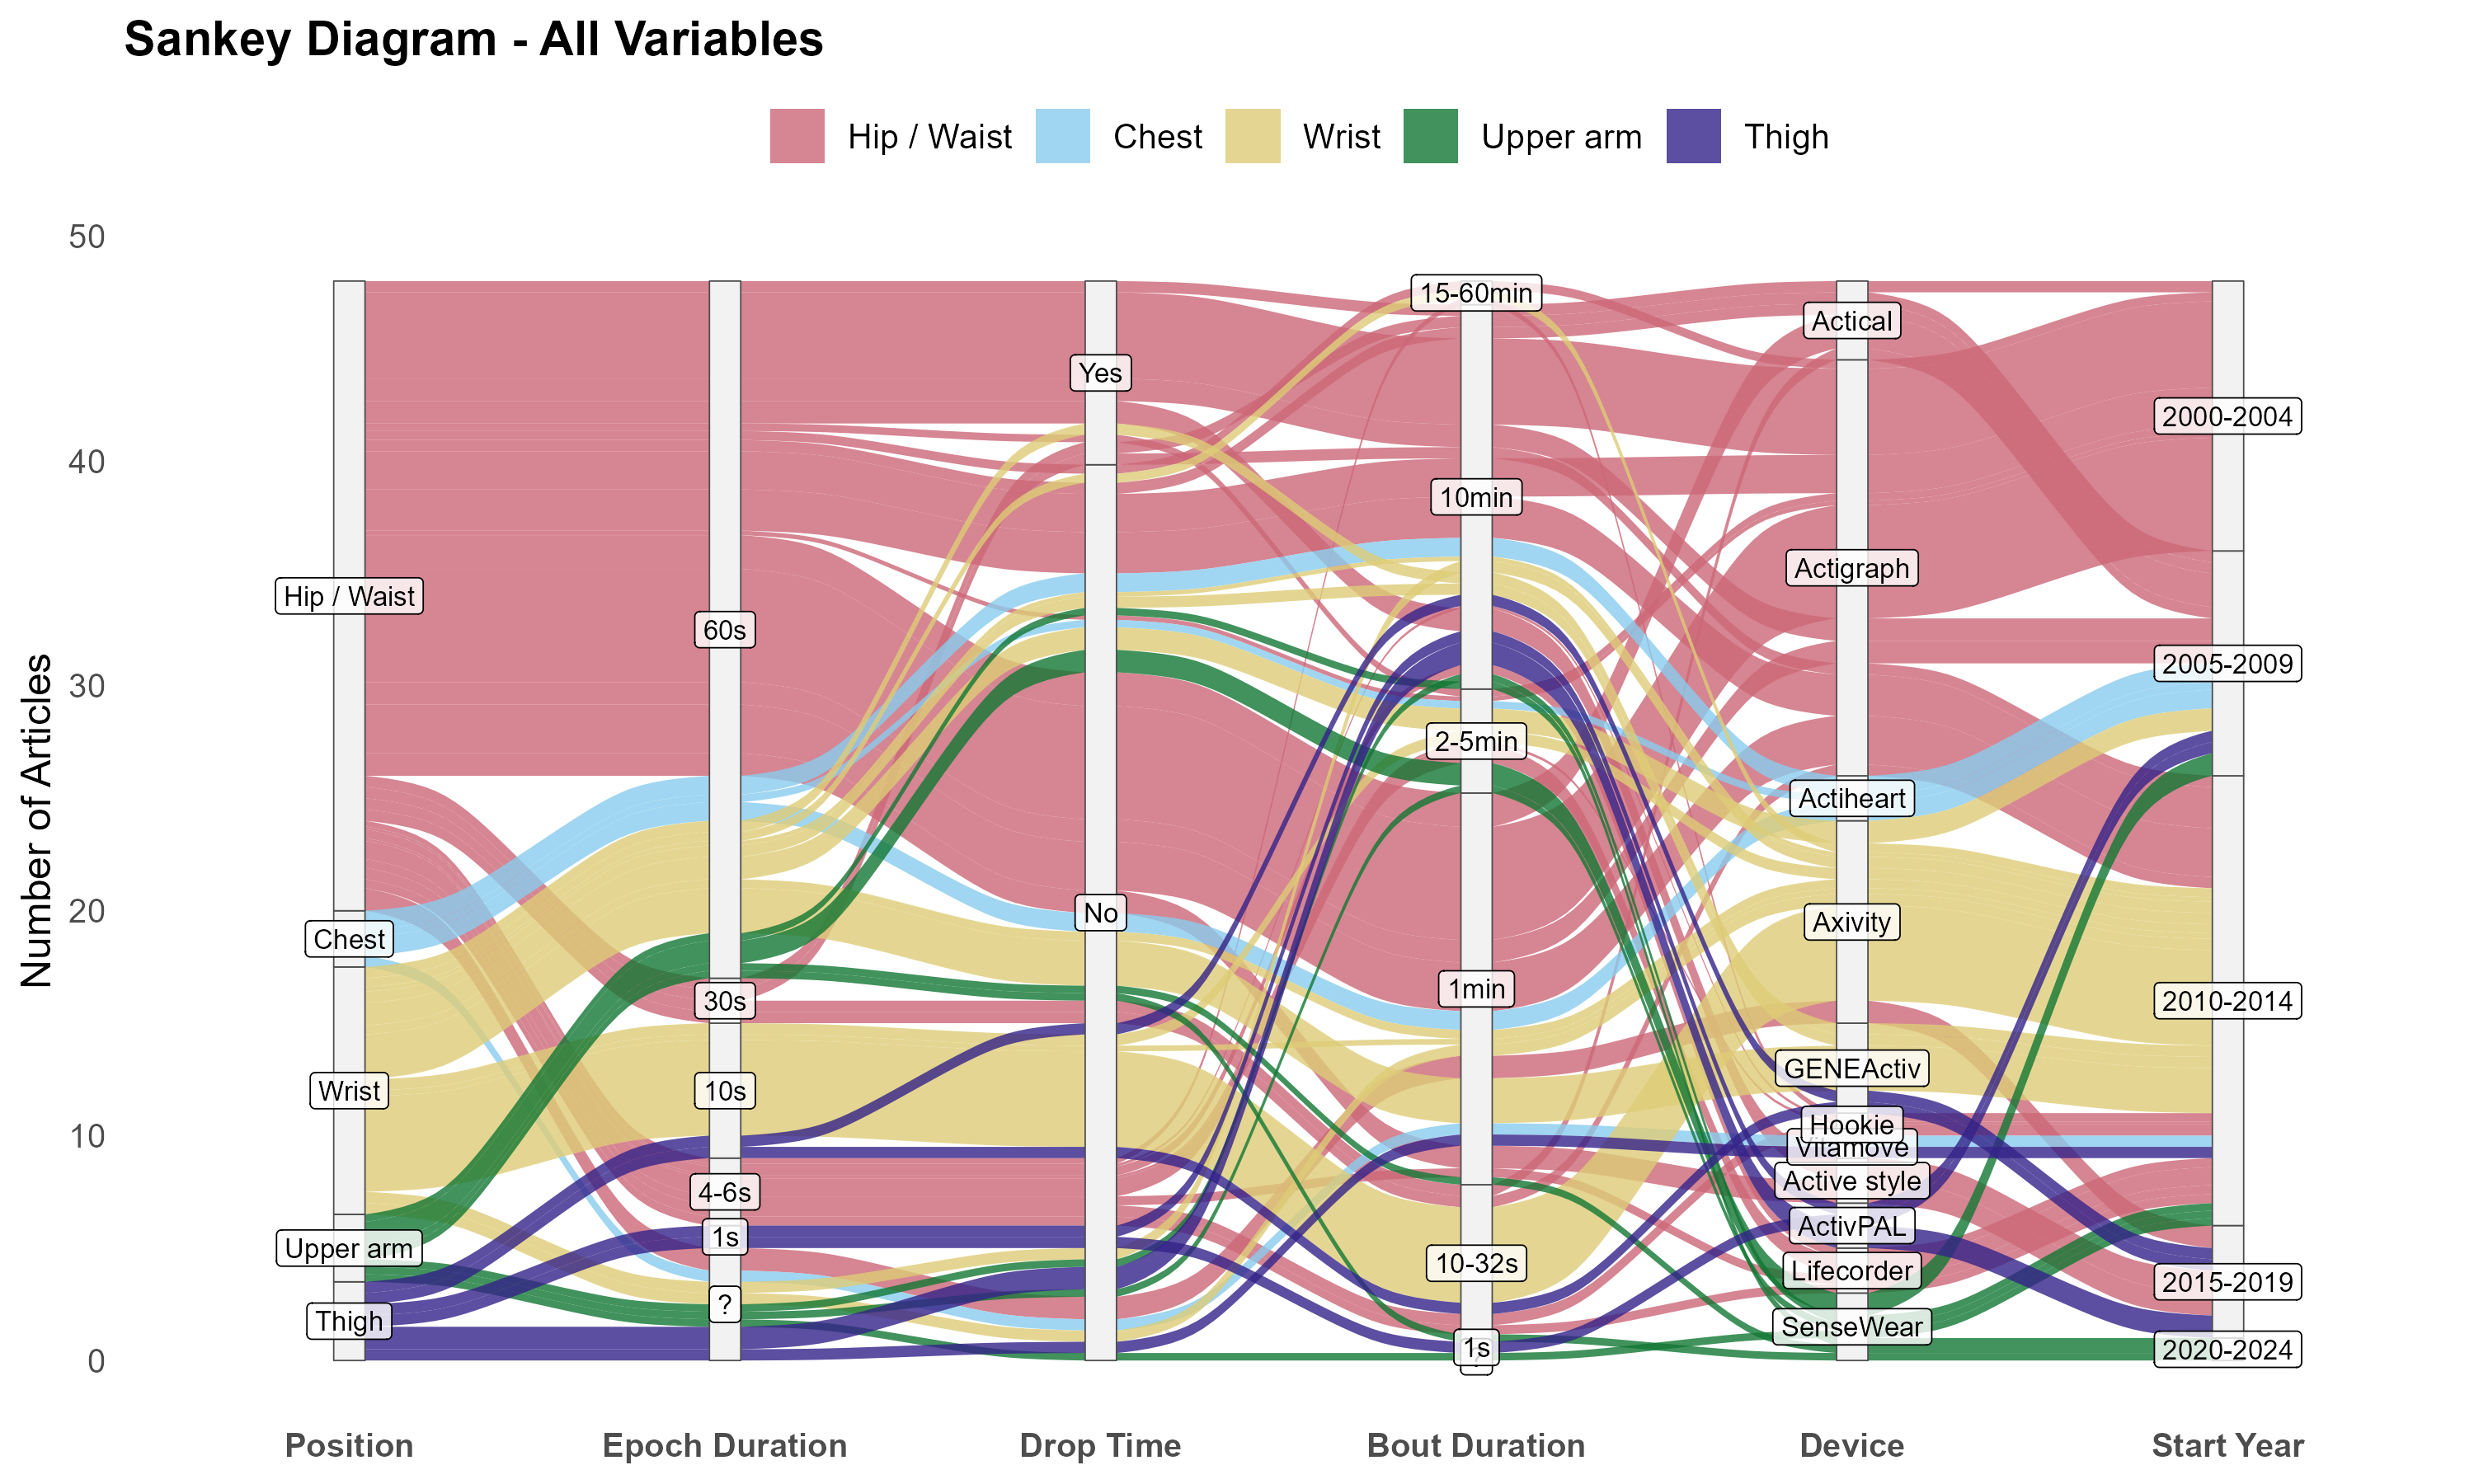 Sankey Diagram - All Variables
Hip / Waist
Chest
Wrist
Upper arm
Thigh
Number of Articles
50
40
30
20
10
0
Hip / Waist
Chest
Wrist
Upper arm
Thigh
60s
30s
10s
4-6s
1s
?
Yes
No
15-60min
10min
2-5min
1min
10-32s
1s
Actical
Actigraph
Actiheart
Axivity
GENEActiv
Hookie
Vitamove
Active style
ActivPAL
Lifecorder
SenseWear
2000-2004
2005-2009
2010-2014
2015-2019
2020-2024
Position
Epoch Duration
Drop Time
Bout Duration
Device
Start Year